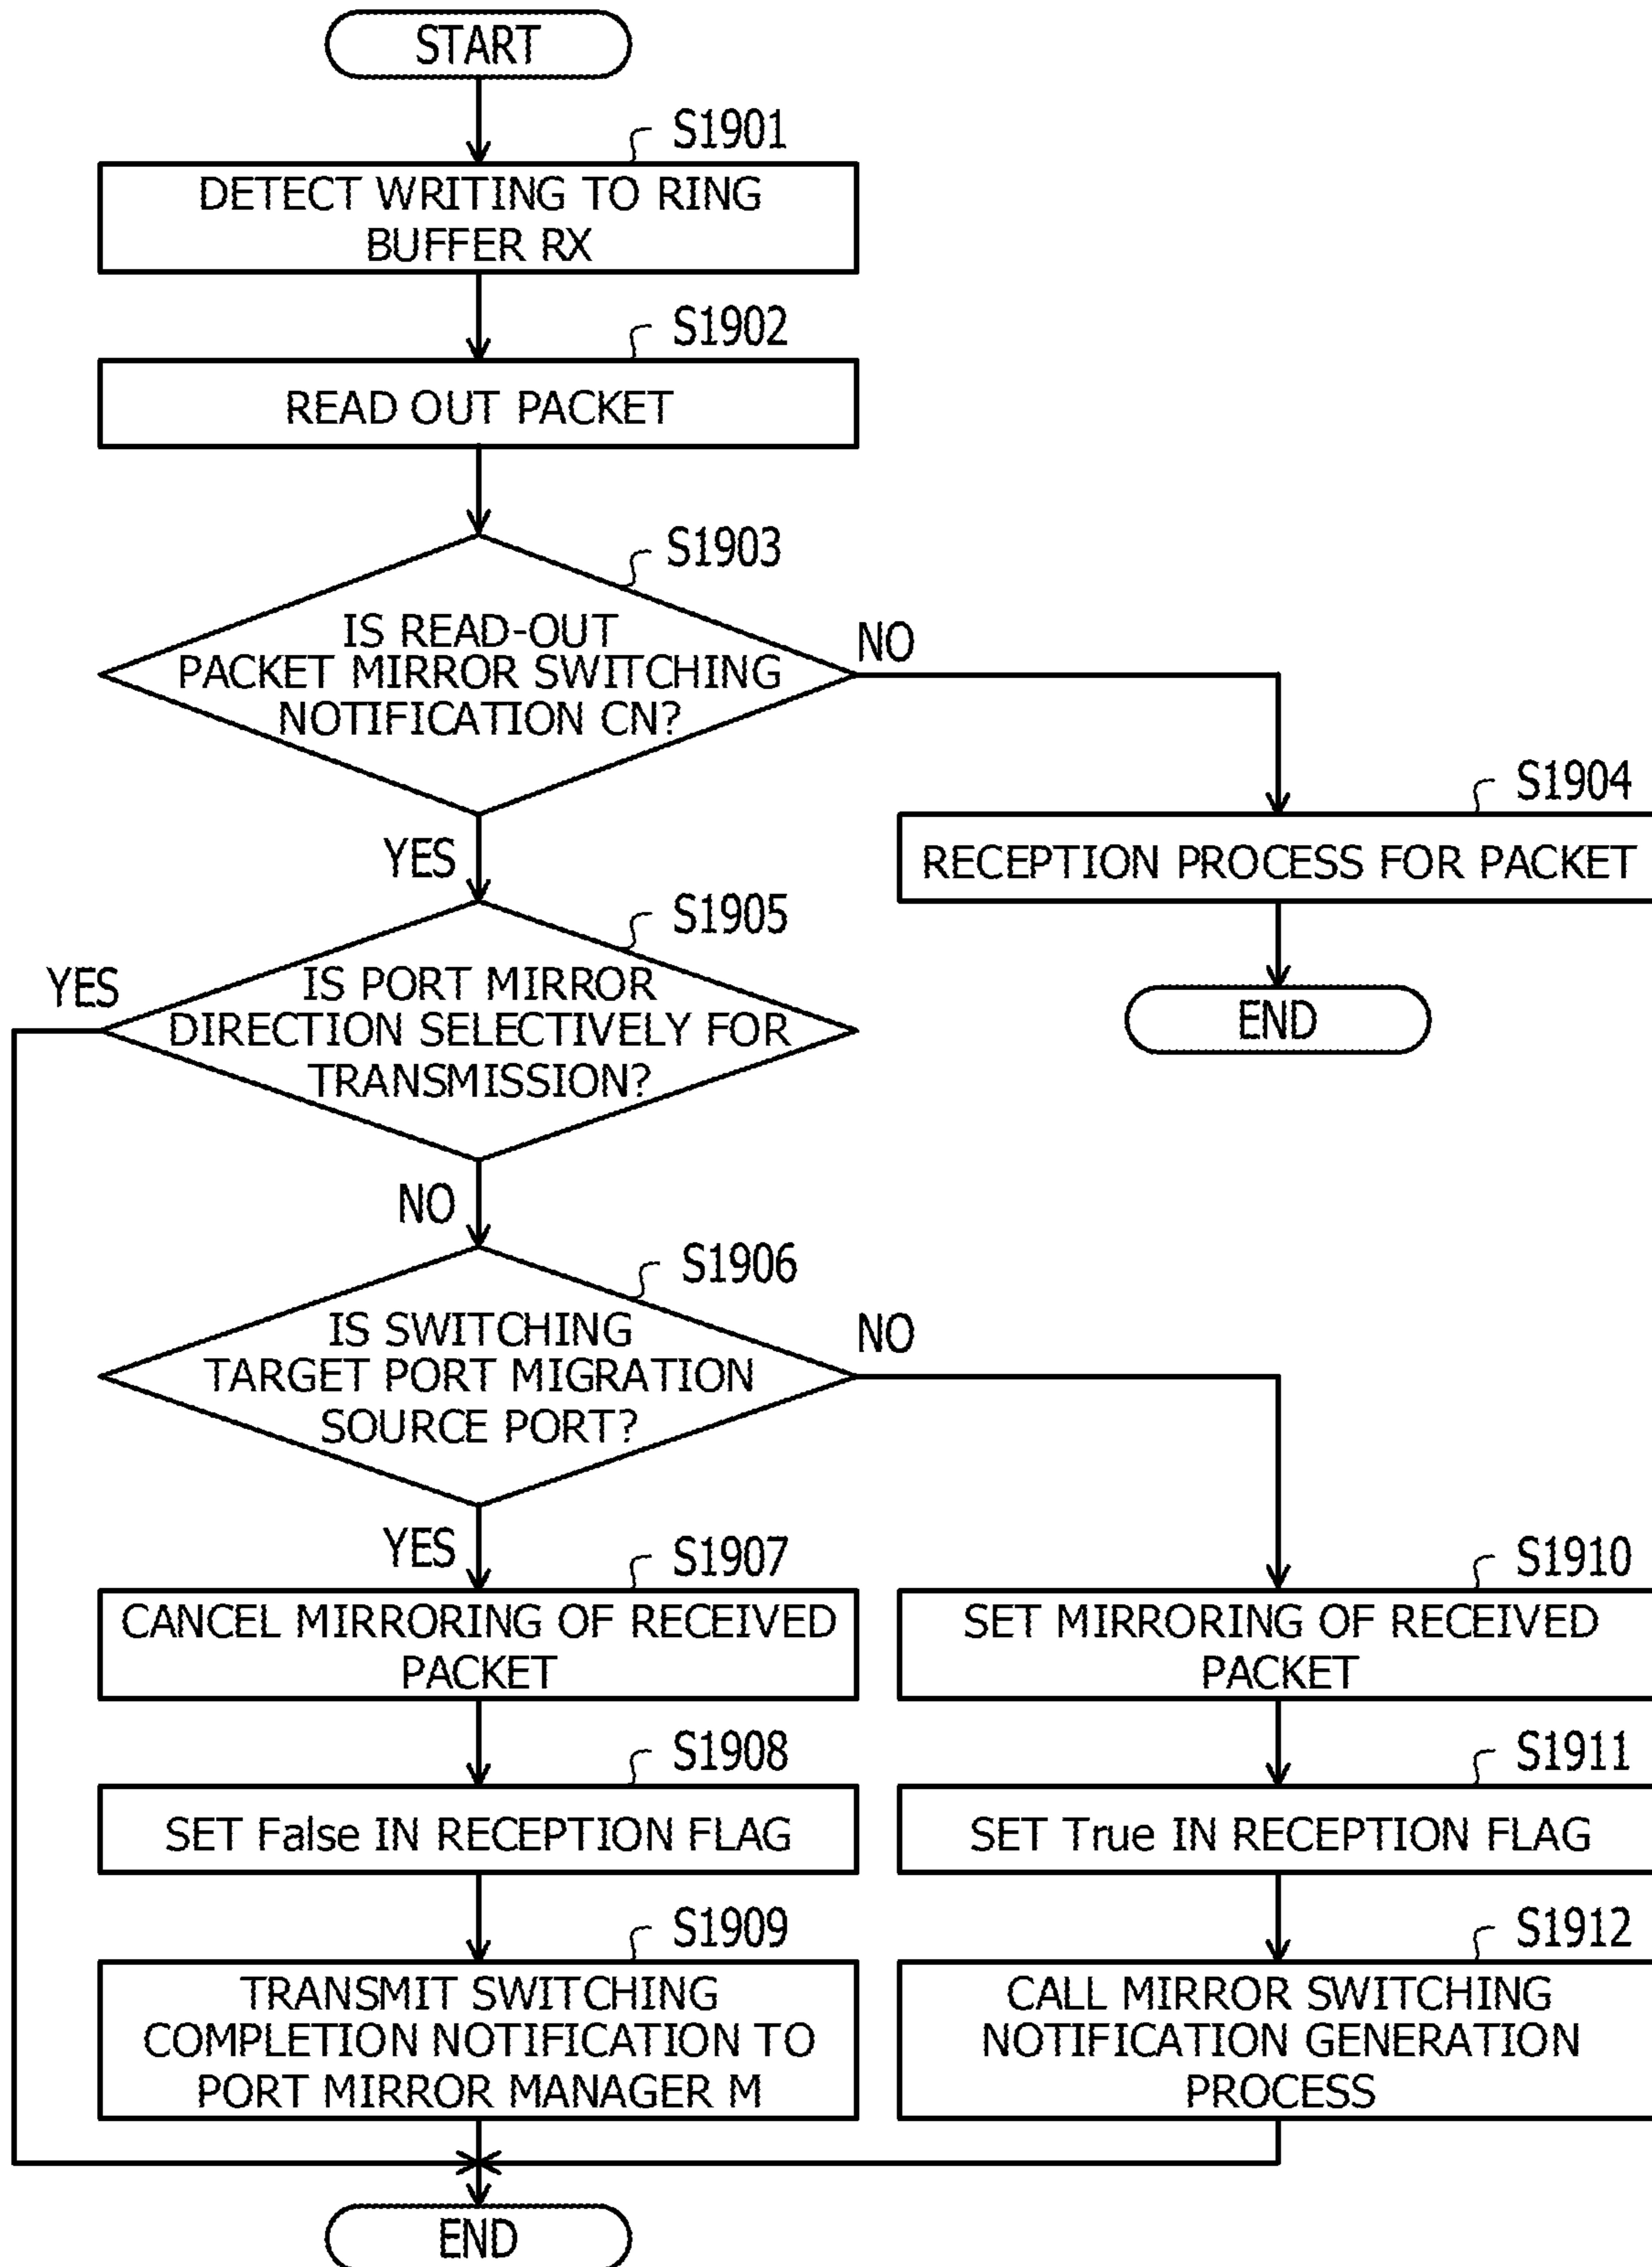 START
S1901
DETECT WRITING TO RING
BUFFER RX
S1902
READ OUT PACKET
S1903
IS READ-OUT
PACKET MIRROR SWITCHING
NOTIFICATION CN?
NO
YES
S1904
RECEPTION PROCESS FOR PACKET
END
S1905
YES
IS PORT MIRROR
DIRECTION SELECTIVELY FOR
TRANSMISSION?
NO
S1906
IS SWITCHING
TARGET PORT MIGRATION
SOURCE PORT?
NO
YES
S1907
CANCEL MIRRORING OF RECEIVED
PACKET
S1908
SET False IN RECEPTION FLAG
S1909
TRANSMIT SWITCHING
COMPLETION NOTIFICATION TO
PORT MIRROR MANAGER M
S1910
SET MIRRORING OF RECEIVED
PACKET
S1911
SET True IN RECEPTION FLAG
S1912
CALL MIRROR SWITCHING
NOTIFICATION GENERATION
PROCESS
END